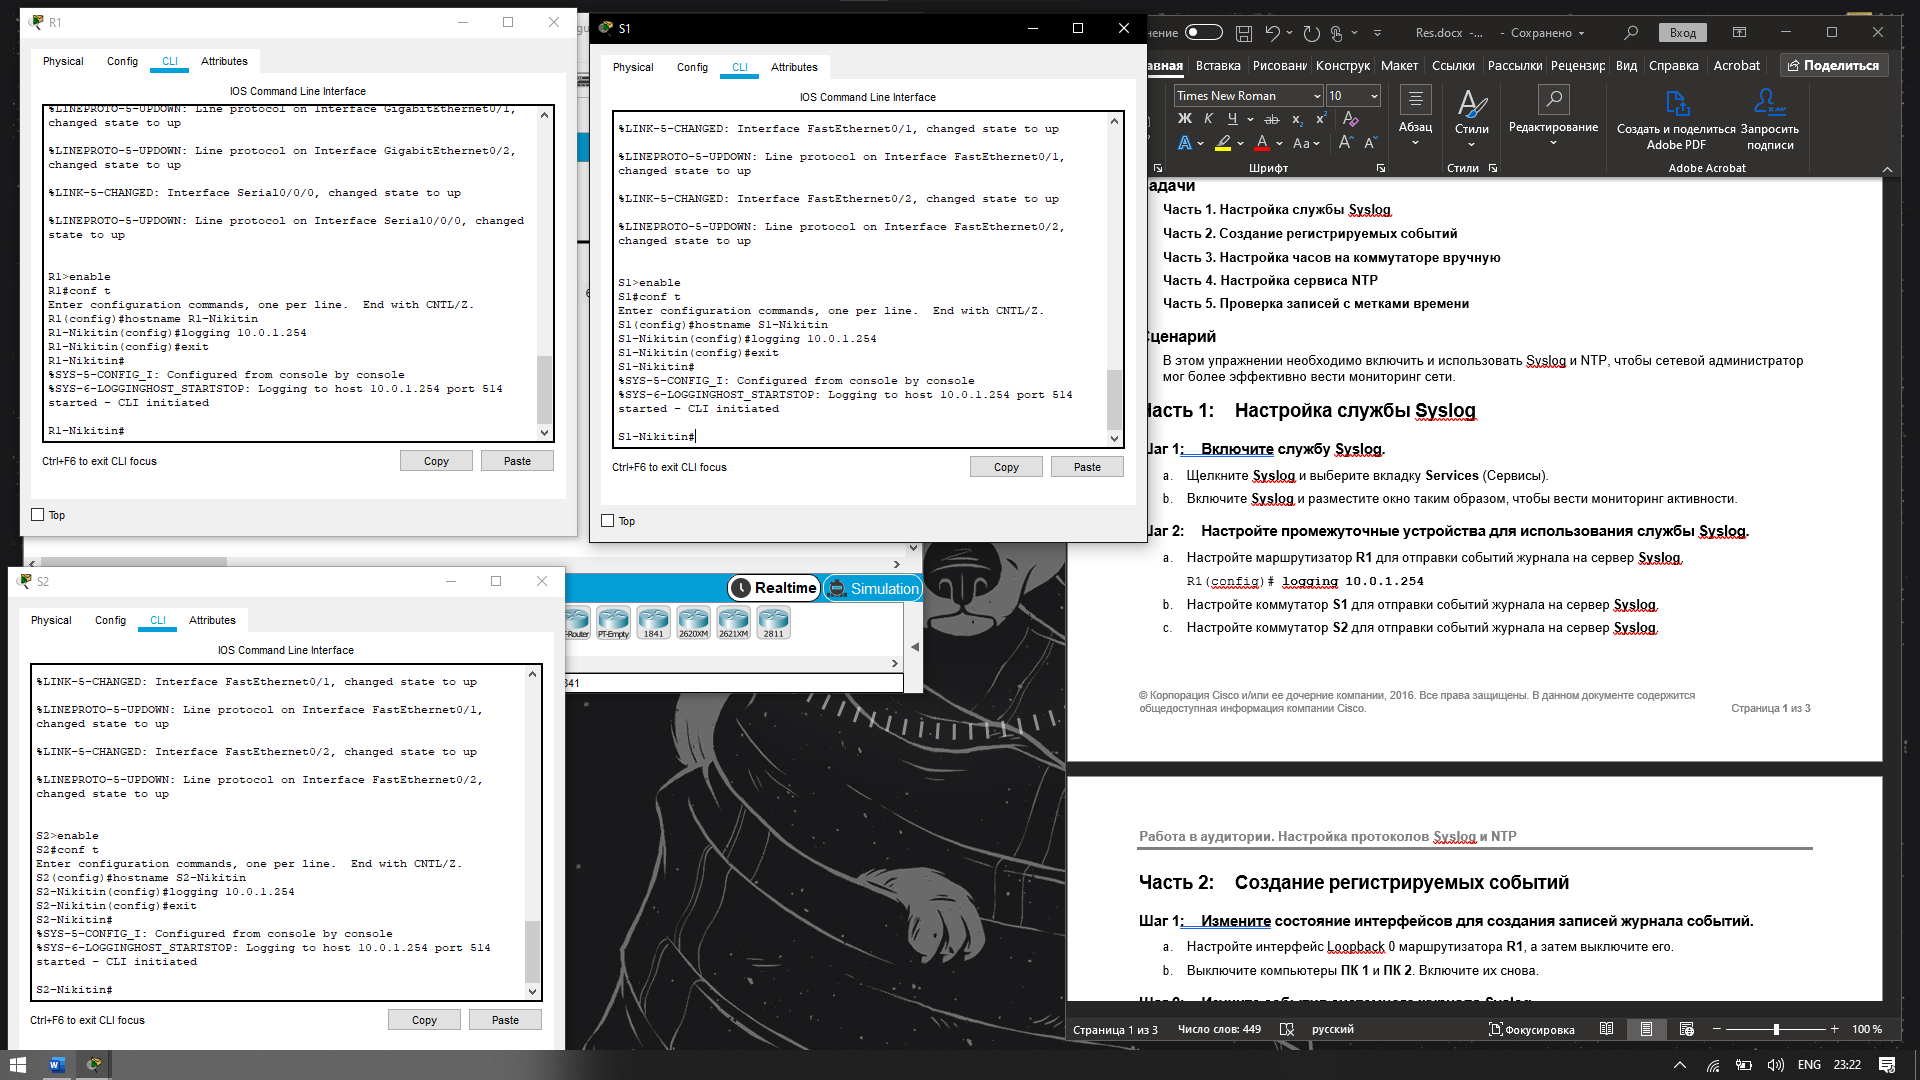 R1
Physical Config CLI Attributes
IOS Command Line Interface
%LINEPROTO-5-UPDOWN: Line protocol on Interface GigabitEthernet0/1,
changed state to up
%LINEPROTO-5-UPDOWN: Line protocol on Interface GigabitEthernet0/2,
changed state to up
%LINK-5-CHANGED: Interface Serial0/0/0, changed state to up
%LINEPROTO-5-UPDOWN: Line protocol on Interface Serial0/0/0, changed
state to up
R1>enable
R1#conf t
Enter configuration commands, one per line.  End with CNTL/Z.
R1(config)#hostname R1-Nikitin
R1-Nikitin(config)#logging 10.0.1.254
R1-Nikitin(config)#exit
R1-Nikitin#
%SYS-5-CONFIG_I: Configured from console by console
%SYS-6-LOGGINGHOST_STARTSTOP: Logging to host 10.0.1.254 port 514
started - CLI initiated
R1-Nikitin#
Ctrl+F6 to exit CLI focus
Copy Paste
Top
S1
Physical Config CLI Attributes
IOS Command Line Interface
%LINK-5-CHANGED: Interface FastEthernet0/1, changed state to up
%LINEPROTO-5-UPDOWN: Line protocol on Interface FastEthernet0/1,
changed state to up
%LINK-5-CHANGED: Interface FastEthernet0/2, changed state to up
%LINEPROTO-5-UPDOWN: Line protocol on Interface FastEthernet0/2,
changed state to up
S1>enable
S1#conf t
Enter configuration commands, one per line.  End with CNTL/Z.
S1(config)#hostname S1-Nikitin
S1-Nikitin(config)#logging 10.0.1.254
S1-Nikitin(config)#exit
S1-Nikitin#
%SYS-5-CONFIG_I: Configured from console by console
%SYS-6-LOGGINGHOST_STARTSTOP: Logging to host 10.0.1.254 port 514
started - CLI initiated
S1-Nikitin#
Ctrl+F6 to exit CLI focus
Copy Paste
Top
S2
Physical Config CLI Attributes
IOS Command Line Interface
%LINK-5-CHANGED: Interface FastEthernet0/1, changed state to up
%LINEPROTO-5-UPDOWN: Line protocol on Interface FastEthernet0/1,
changed state to up
%LINK-5-CHANGED: Interface FastEthernet0/2, changed state to up
%LINEPROTO-5-UPDOWN: Line protocol on Interface FastEthernet0/2,
changed state to up
S2>enable
S2#conf t
Enter configuration commands, one per line.  End with CNTL/Z.
S2(config)#hostname S2-Nikitin
S2-Nikitin(config)#logging 10.0.1.254
S2-Nikitin(config)#exit
S2-Nikitin#
%SYS-5-CONFIG_I: Configured from console by console
%SYS-6-LOGGINGHOST_STARTSTOP: Logging to host 10.0.1.254 port 514
started - CLI initiated
S2-Nikitin#
Ctrl+F6 to exit CLI focus
Copy Paste
Realtime Simulation
-Router PT-Empty 1841 2620XM 2621XM 2811
841
нение Res.docx -... - Сохранено Вход
авная Вставка Рисовани Конструк Макет Ссылки Рассылки Рецензир Вид Справка Acrobat Поделиться
Times New Roman 10
Ж К Ч ab x₂ x² A
A A Aa A A
Абзац Стили Редактирование
Создать и поделиться Adobe PDF
Запросить подписи
Шрифт Стили Adobe Acrobat
адачи
Часть 1. Настройка службы Syslog
Часть 2. Создание регистрируемых событий
Часть 3. Настройка часов на коммутаторе вручную
Часть 4. Настройка сервиса NTP
Часть 5. Проверка записей с метками времени
Сценарий
В этом упражнении необходимо включить и использовать Syslog и NTP, чтобы сетевой администратор
мог более эффективно вести мониторинг сети.
Часть 1: Настройка службы Syslog
Шаг 1: Включите службу Syslog.
a. Щелкните Syslog и выберите вкладку Services (Сервисы).
b. Включите Syslog и разместите окно таким образом, чтобы вести мониторинг активности.
Шаг 2: Настройте промежуточные устройства для использования службы Syslog.
a. Настройте маршрутизатор R1 для отправки событий журнала на сервер Syslog.
R1(config)# logging 10.0.1.254
b. Настройте коммутатор S1 для отправки событий журнала на сервер Syslog.
c. Настройте коммутатор S2 для отправки событий журнала на сервер Syslog.
© Корпорация Cisco и/или ее дочерние компании, 2016. Все права защищены. В данном документе содержится
общедоступная информация компании Cisco. Страница 1 из 3
Работа в аудитории. Настройка протоколов Syslog и NTP
Часть 2: Создание регистрируемых событий
Шаг 1: Измените состояние интерфейсов для создания записей журнала событий.
a. Настройте интерфейс Loopback 0 маршрутизатора R1, а затем выключите его.
b. Выключите компьютеры ПК 1 и ПК 2. Включите их снова.
Страница 1 из 3 Число слов: 449 русский Фокусировка 100 %
ENG 23:22